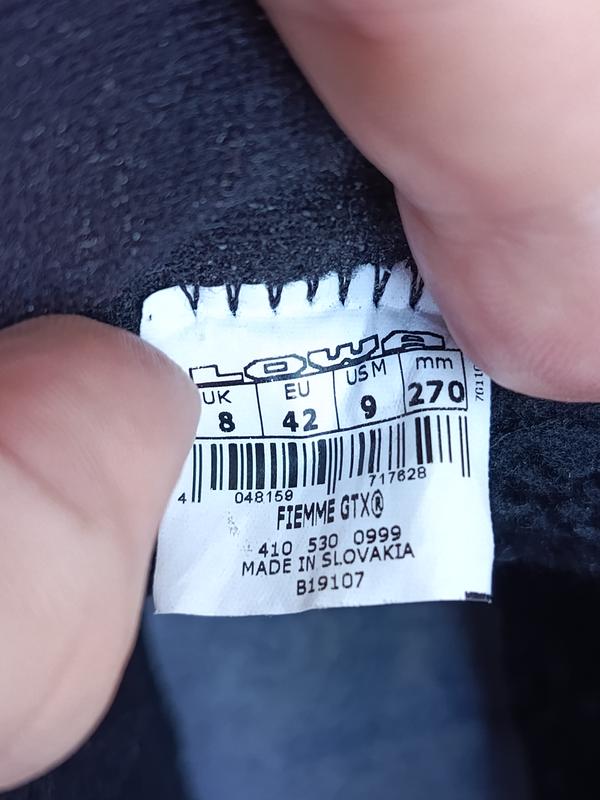 LOWA
UK EU US M mm
8 42 9 270
4 048159 717628
FIEMME GTX®
410 530 0999
MADE IN SLOVAKIA
B19107